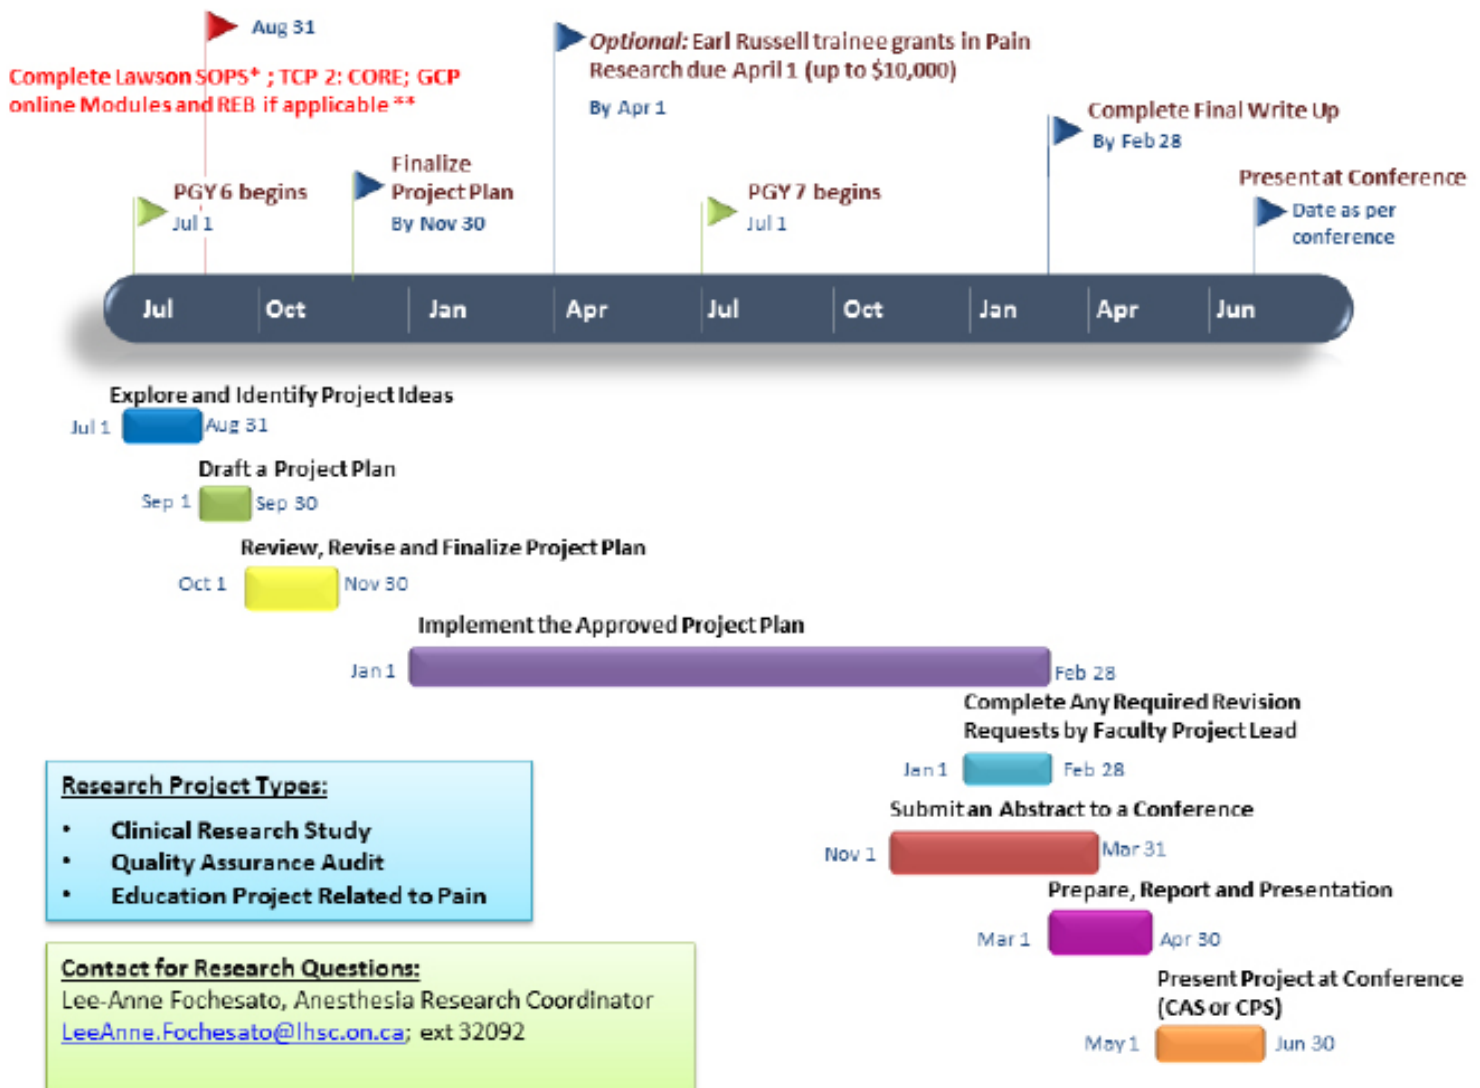 Aug 31
Complete Lawson SOPS* ; TCP 2: CORE; GCP
online Modules and REB if applicable **
Optional: Earl Russell trainee grants in Pain
Research due April 1 (up to $10,000)
By Apr 1
Complete Final Write Up
By Feb 28
Finalize
Project Plan
By Nov 30
PGY 6 begins
Jul 1
PGY 7 begins
Jul 1
Present at Conference
Date as per
conference
Jul Oct Jan Apr Jul Oct Jan Apr Jun
Explore and Identify Project Ideas
Jul 1 Aug 31
Draft a Project Plan
Sep 1 Sep 30
Review, Revise and Finalize Project Plan
Oct 1 Nov 30
Implement the Approved Project Plan
Jan 1 Feb 28
Complete Any Required Revision
Requests by Faculty Project Lead
Jan 1 Feb 28
Submit an Abstract to a Conference
Nov 1 Mar 31
Prepare, Report and Presentation
Mar 1 Apr 30
Present Project at Conference
(CAS or CPS)
May 1 Jun 30
Research Project Types:
• Clinical Research Study
• Quality Assurance Audit
• Education Project Related to Pain
Contact for Research Questions:
Lee-Anne Fochesato, Anesthesia Research Coordinator
LeeAnne.Fochesato@lhsc.on.ca; ext 32092